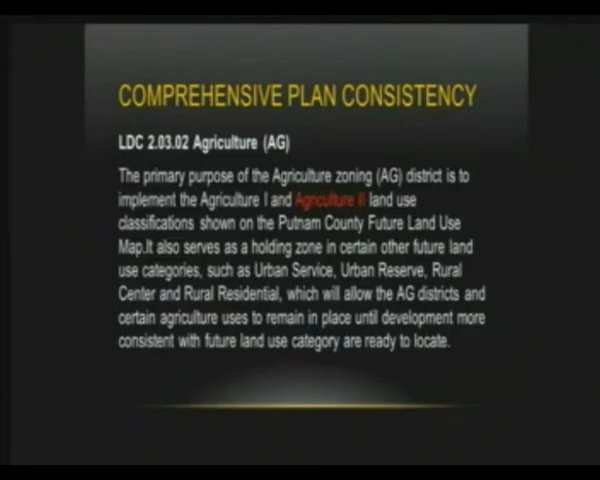 COMPREHENSIVE PLAN CONSISTENCY
LDC 2.03.02 Agriculture (AG)
The primary purpose of the Agriculture zoning (AG) district is to
implement the Agriculture I and Agriculture II land use
classifications shown on the Putnam County Future Land Use
Map.It also serves as a holding zone in certain other future land
use categories, such as Urban Service, Urban Reserve, Rural
Center and Rural Residential, which will allow the AG districts and
certain agriculture uses to remain in place until development more
consistent with future land use category are ready to locate.